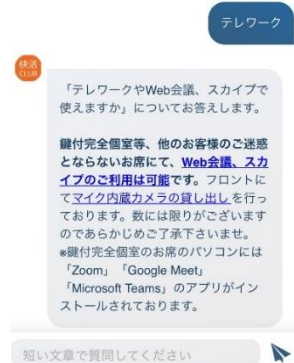 テレワーク
快活
CLUB
「テレワークやWeb会議、スカイプで
使えますか」についてお答えします。
鍵付完全個室等、他のお客様のご迷惑
とならないお席にて、Web会議、スカ
イプのご利用は可能です。フロントに
てマイク内蔵カメラの貸し出しを行っ
ております。数には限りがございます
のであらかじめご了承下さいませ。
※鍵付完全個室のお席のパソコンには
「Zoom」「Google Meet」
「Microsoft Teams」のアプリがイン
ストールされております。
短い文章で質問してください